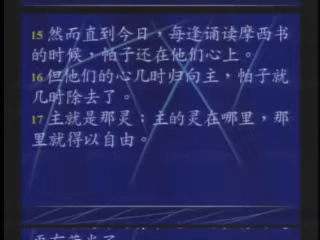 15 然而直到今日，每逢诵读摩西书
的时候，帕子还在他们心上。
16 但他们的心几时归向主，帕子就
几时除去了。
17 主就是那灵；主的灵在哪里，那
里就得以自由。